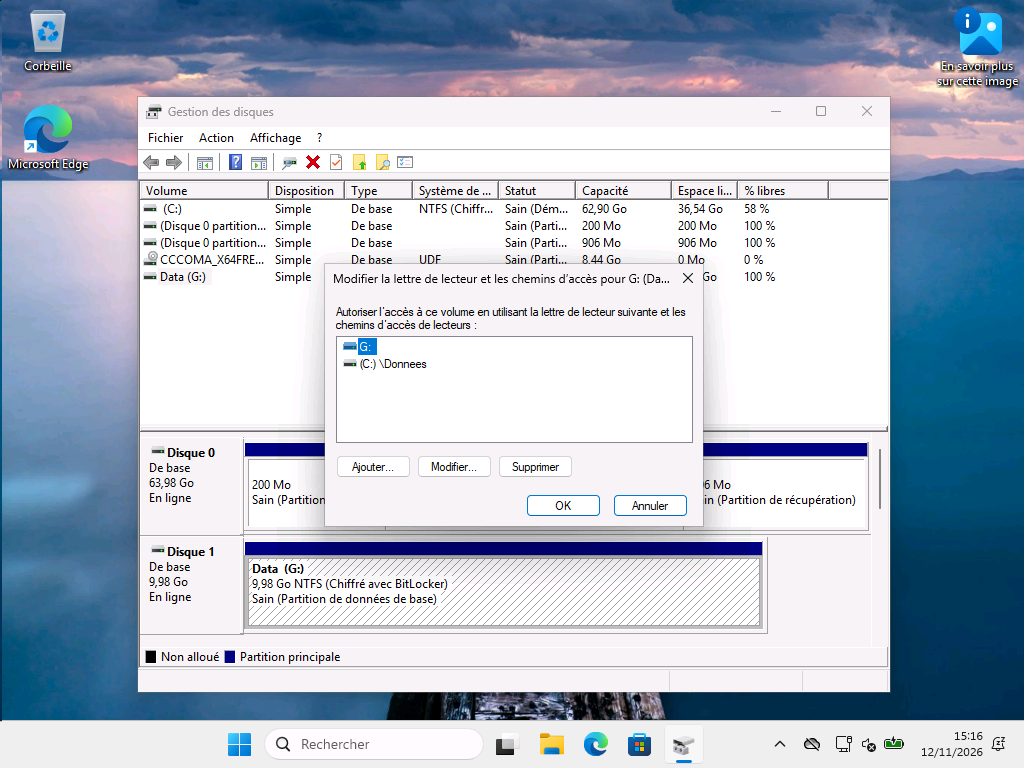 Corbeille
En savoir plus
sur cette image
Microsoft Edge
Gestion des disques
Fichier Action Affichage ?
Volume Disposition Type Système de ... Statut Capacité Espace li... % libres
(C:) Simple De base NTFS (Chiffr... Sain (Dém... 62,90 Go 36,54 Go 58 %
(Disque 0 partition... Simple De base Sain (Parti... 200 Mo 200 Mo 100 %
(Disque 0 partition... Simple De base Sain (Parti... 906 Mo 906 Mo 100 %
CCCOMA_X64FRE... Simple De base UDF Sain (Parti... 8,44 Go 0 Mo 0 %
Data (G:) Simple Go 100 %
Modifier la lettre de lecteur et les chemins d'accès pour G: (Da...
Autoriser l'accès à ce volume en utilisant la lettre de lecteur suivante et les
chemins d'accès de lecteurs :
G:
(C:) \Donnees
Ajouter... Modifier... Supprimer
OK Annuler
Disque 0
De base
63,98 Go
En ligne
200 Mo
Sain (Partition
6 Mo
in (Partition de récupération)
Disque 1
De base
9,98 Go
En ligne
Data (G:)
9,98 Go NTFS (Chiffré avec BitLocker)
Sain (Partition de données de base)
Non alloué Partition principale
Rechercher
15:16
12/11/2026